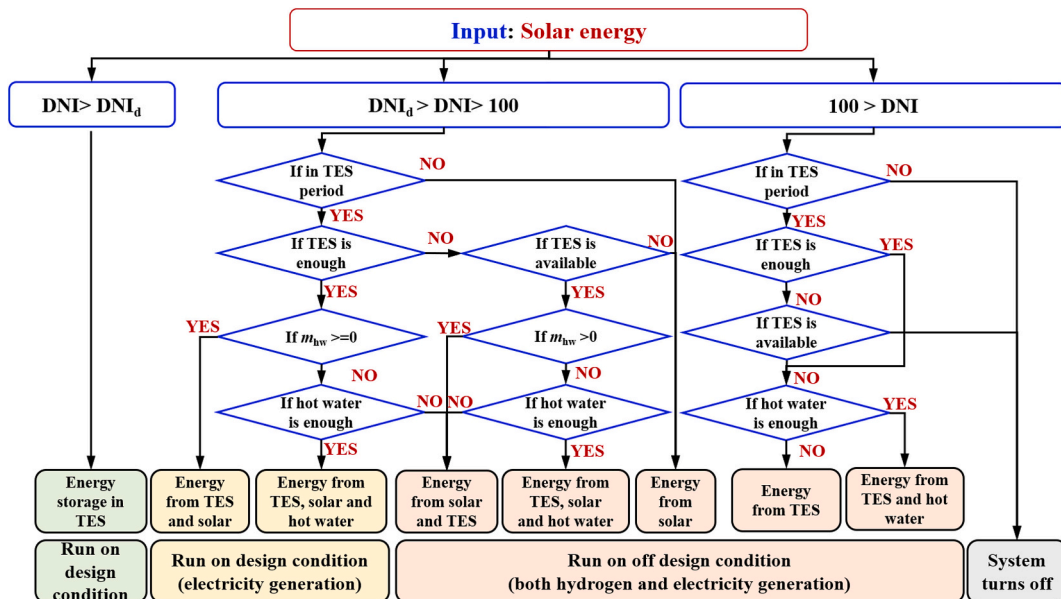 Input: Solar energy
DNI> DNId
DNId > DNI> 100
100 > DNI
If in TES
period
NO
If in TES
period
NO
YES
YES
If TES is
enough
NO
If TES is
available
NO
If TES is
enough
YES
YES
YES
NO
YES
If mhw >=0
YES
If mhw >0
If TES is
available
NO
NO
NO
If hot water
is enough
NO
NO
If hot water
is enough
If hot water
is enough
YES
YES
YES
NO
Energy
storage in
TES
Energy
from TES
and solar
Energy from
TES, solar and
hot water
Energy
from solar
and TES
Energy from
TES, solar
and hot water
Energy
from
solar
Energy
from TES
Energy from
TES and hot
water
Run on
design
condition
Run on design condition
(electricity generation)
Run on off design condition
(both hydrogen and electricity generation)
System
turns off